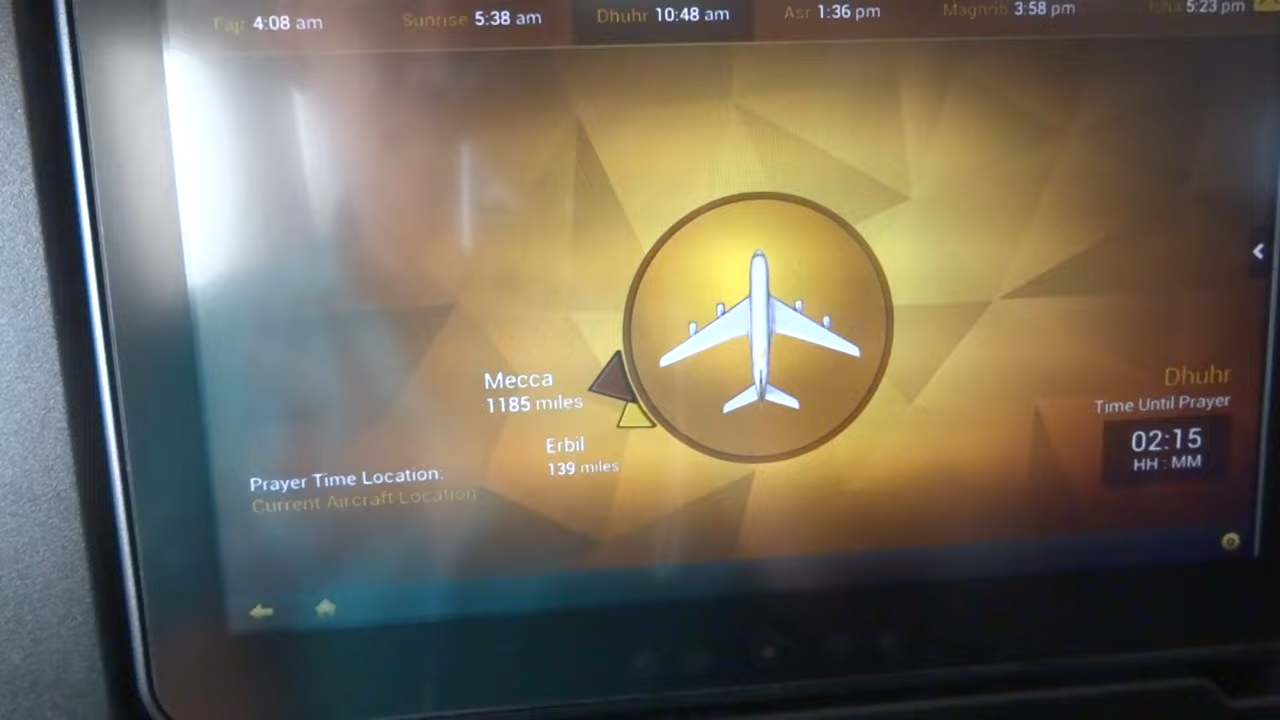 Fajr 4:08 am Sunrise 5:38 am Dhuhr 10:48 am Asr 1:36 pm Maghrib 3:58 pm Isha 5:23 pm
Mecca
1185 miles
Erbil
139 miles
Dhuhr
Time Until Prayer
02:15
HH : MM
Prayer Time Location:
Current Aircraft Location